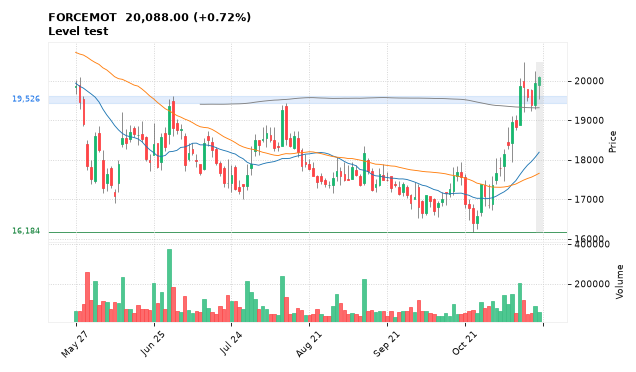 FORCEMOT 20,088.00 (+0.72%)
Level test
19,526
16,184
20000
19000
18000
17000
16000
Price
400000
200000
Volume
May 27
Jun 25
Jul 24
Aug 21
Sep 21
Oct 21